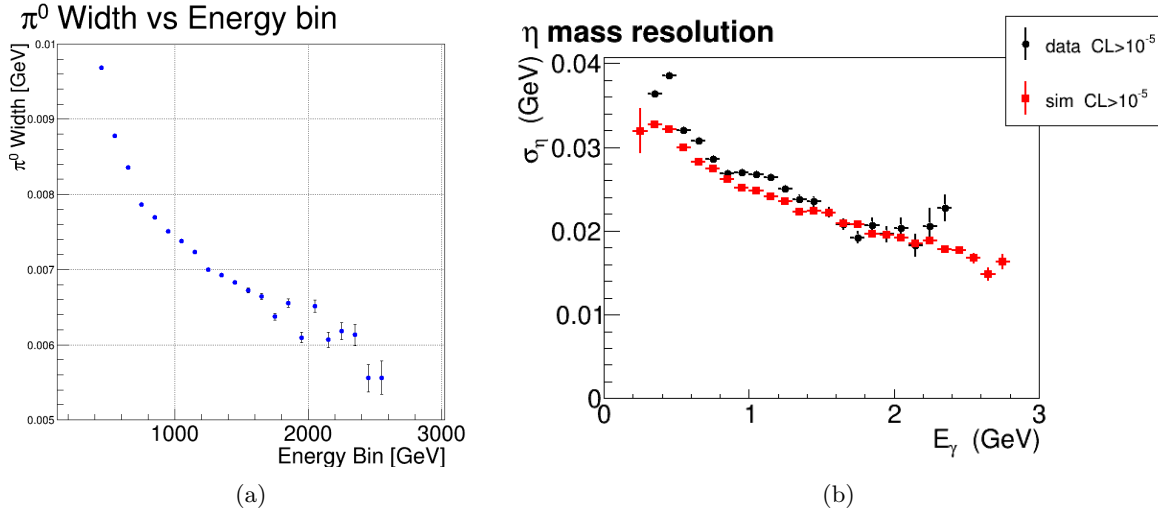 π⁰ Width vs Energy bin
π⁰ Width [GeV]
0.01
0.009
0.008
0.007
0.006
0.005
1000
2000
3000
Energy Bin [GeV]
(a)
η mass resolution
data CL>10⁻⁵
sim CL>10⁻⁵
σ_η (GeV)
0.04
0.03
0.02
0.01
0
0
1
2
3
E_γ (GeV)
(b)